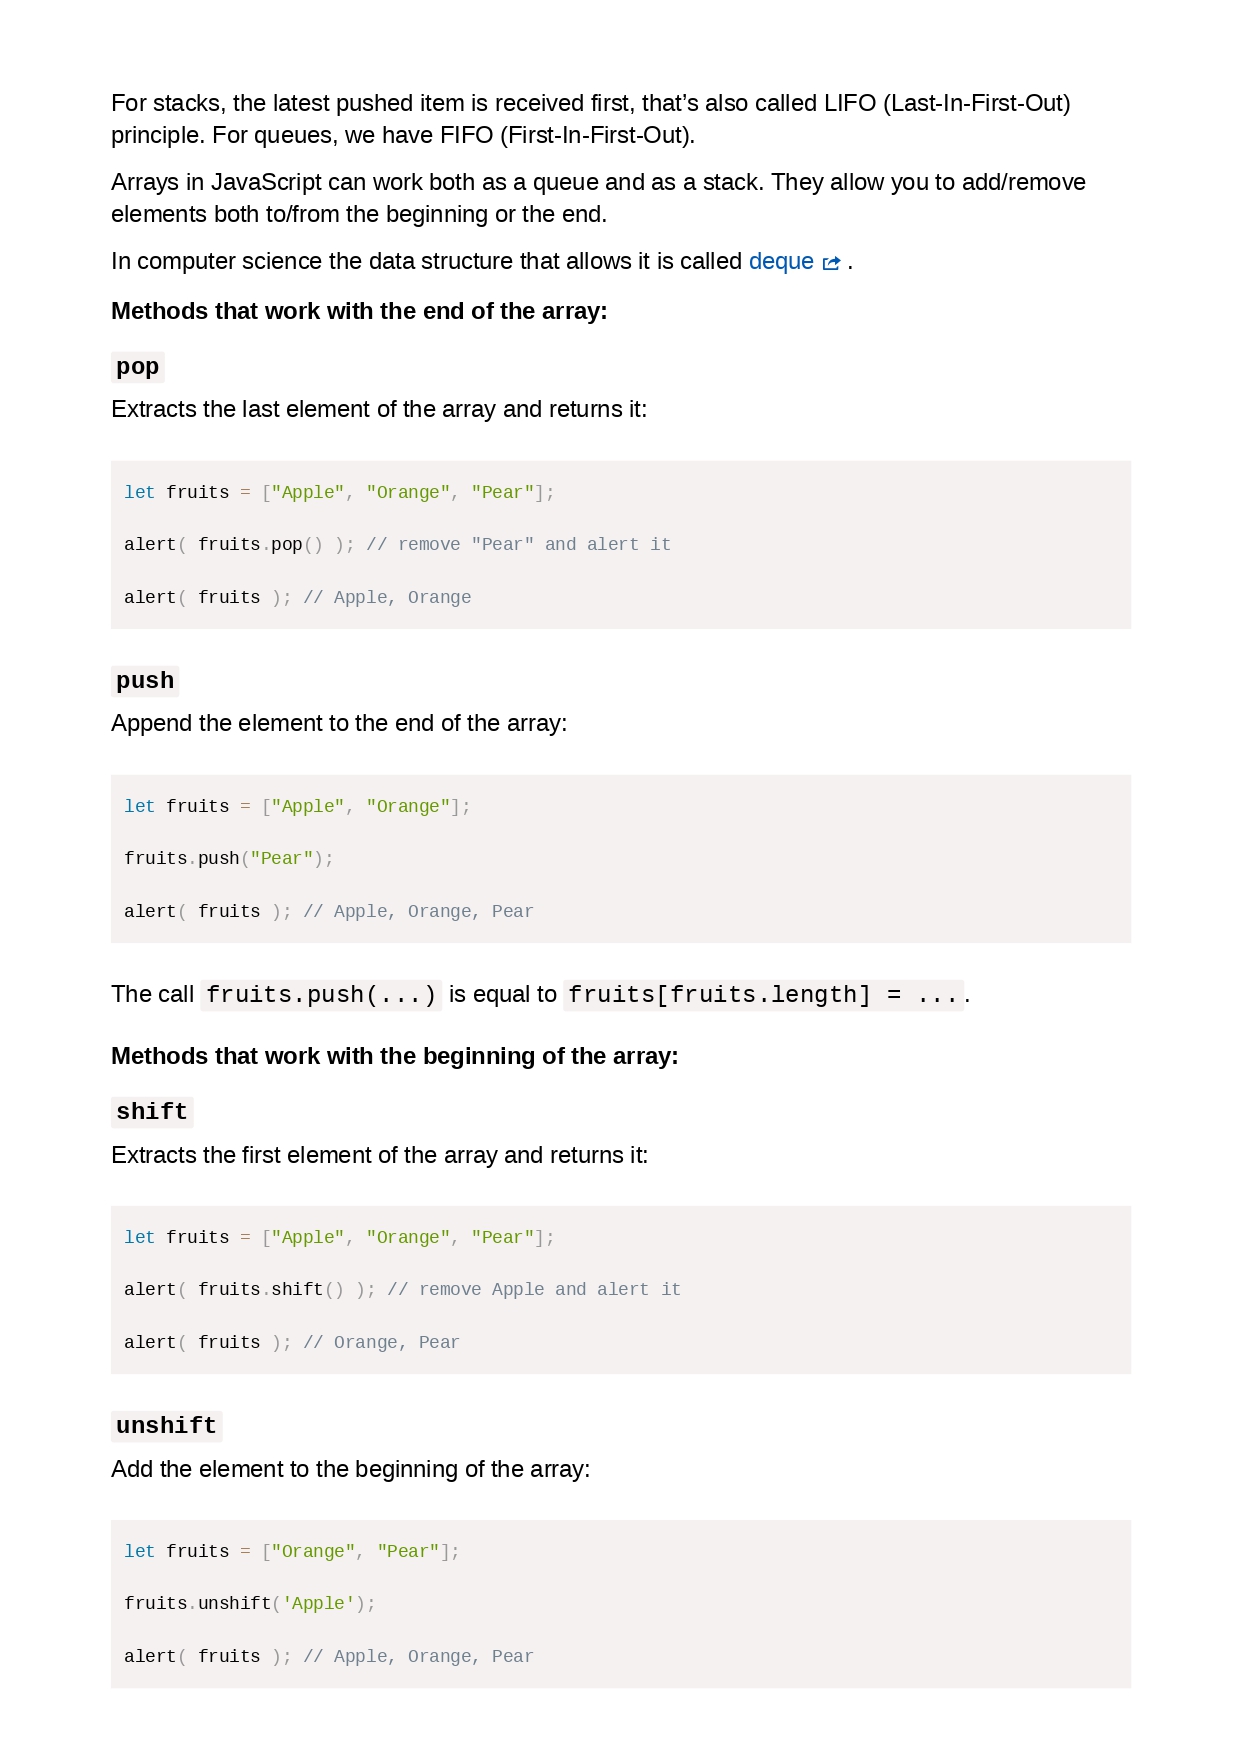 For stacks, the latest pushed item is received first, that’s also called LIFO (Last-In-First-Out)
principle. For queues, we have FIFO (First-In-First-Out).
Arrays in JavaScript can work both as a queue and as a stack. They allow you to add/remove
elements both to/from the beginning or the end.
In computer science the data structure that allows it is called deque .
Methods that work with the end of the array:
pop
Extracts the last element of the array and returns it:
let fruits = ["Apple", "Orange", "Pear"];
alert( fruits.pop() ); // remove "Pear" and alert it
alert( fruits ); // Apple, Orange
push
Append the element to the end of the array:
let fruits = ["Apple", "Orange"];
fruits.push("Pear");
alert( fruits ); // Apple, Orange, Pear
The call fruits.push(...) is equal to fruits[fruits.length] = ... .
Methods that work with the beginning of the array:
shift
Extracts the first element of the array and returns it:
let fruits = ["Apple", "Orange", "Pear"];
alert( fruits.shift() ); // remove Apple and alert it
alert( fruits ); // Orange, Pear
unshift
Add the element to the beginning of the array:
let fruits = ["Orange", "Pear"];
fruits.unshift('Apple');
alert( fruits ); // Apple, Orange, Pear